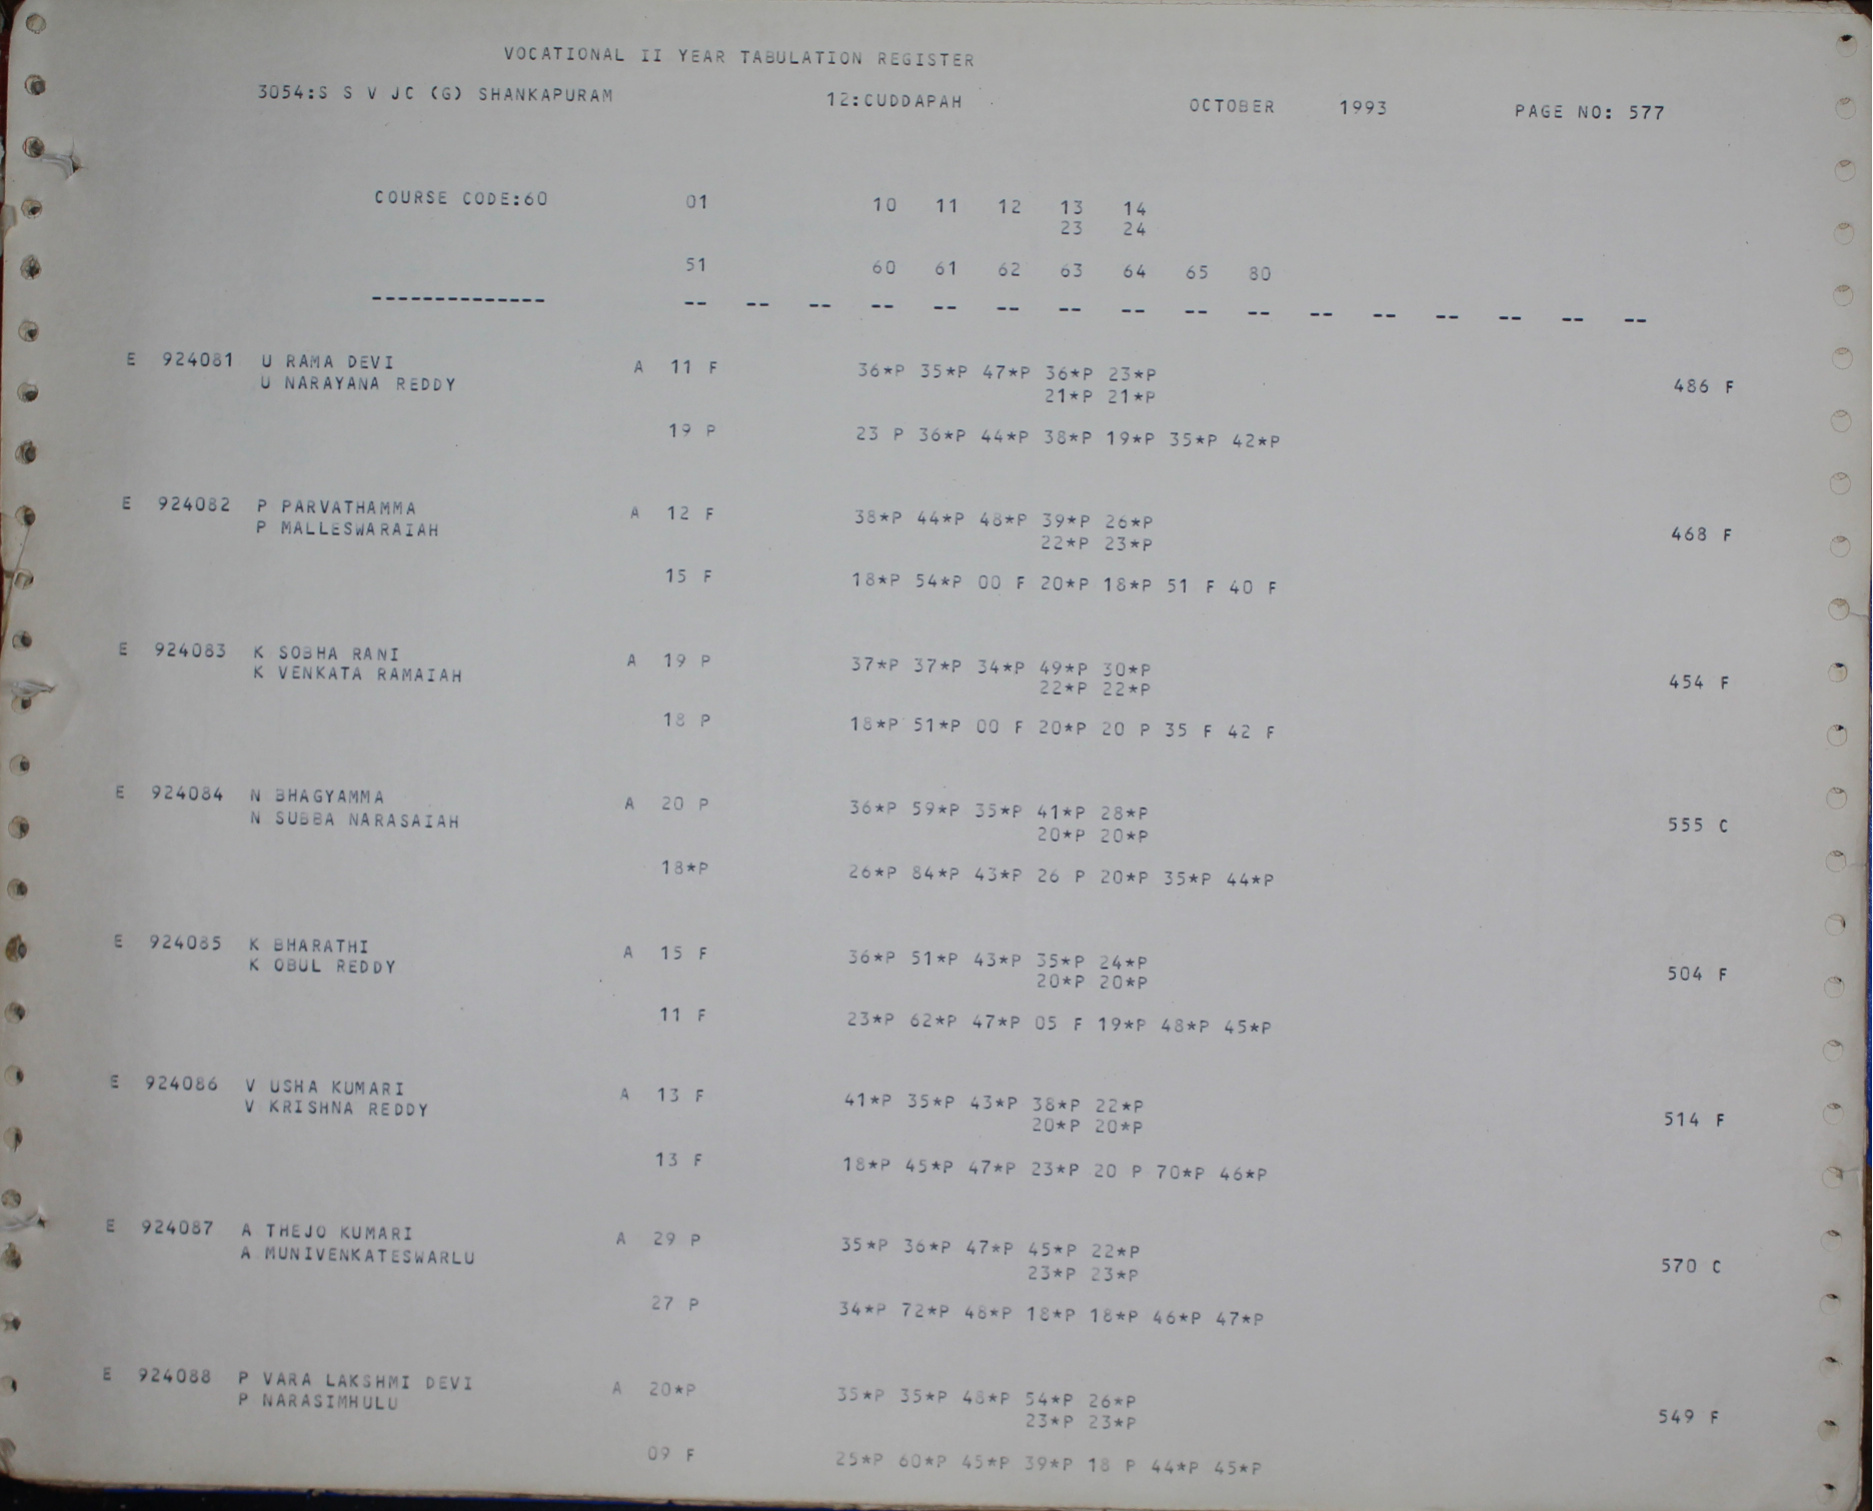 VOCATIONAL II YEAR TABULATION REGISTER
3054:S S V JC (G) SHANKAPURAM 12:CUDDAPAH OCTOBER 1993 PAGE NO: 577
COURSE CODE:60 01 10 11 12 13 14
23 24
51 60 61 62 63 64 65 80
-------------- -- -- -- -- -- -- -- -- -- -- -- -- -- -- -- --
E 924081 U RAMA DEVI A 11 F 36*P 35*P 47*P 36*P 23*P
U NARAYANA REDDY 21*P 21*P 486 F
19 P 23 P 36*P 44*P 38*P 19*P 35*P 42*P
E 924082 P PARVATHAMMA A 12 F 38*P 44*P 48*P 39*P 26*P
P MALLESWARAIAH 22*P 23*P 468 F
15 F 18*P 54*P 00 F 20*P 18*P 51 F 40 F
E 924083 K SOBHA RANI A 19 P 37*P 37*P 34*P 49*P 30*P
K VENKATA RAMAIAH 22*P 22*P 454 F
18 P 18*P 51*P 00 F 20*P 20 P 35 F 42 F
E 924084 N BHAGYAMMA A 20 P 36*P 59*P 35*P 41*P 28*P
N SUBBA NARASAIAH 20*P 20*P 555 C
18*P 26*P 84*P 43*P 26 P 20*P 35*P 44*P
E 924085 K BHARATHI A 15 F 36*P 51*P 43*P 35*P 24*P
K OBUL REDDY 20*P 20*P 504 F
11 F 23*P 62*P 47*P 05 F 19*P 48*P 45*P
E 924086 V USHA KUMARI A 13 F 41*P 35*P 43*P 38*P 22*P
V KRISHNA REDDY 20*P 20*P 514 F
13 F 18*P 45*P 47*P 23*P 20 P 70*P 46*P
E 924087 A THEJO KUMARI A 29 P 35*P 36*P 47*P 45*P 22*P
A MUNIVENKATESWARLU 23*P 23*P 570 C
27 P 34*P 72*P 48*P 18*P 18*P 46*P 47*P
E 924088 P VARA LAKSHMI DEVI A 20*P 35*P 35*P 48*P 54*P 26*P
P NARASIMHULU 23*P 23*P 549 F
09 F 25*P 60*P 45*P 39*P 18 P 44*P 45*P